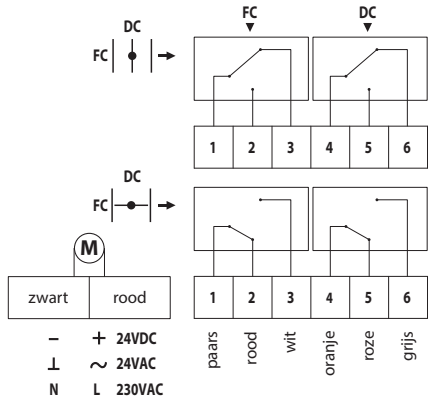 FC DC
DC
FC
1 2 3 4 5 6
DC
FC
M
zwart rood
1 2 3 4 5 6
− + 24VDC
⊥ ~ 24VAC
N L 230VAC
paars
rood
wit
oranje
roze
grijs